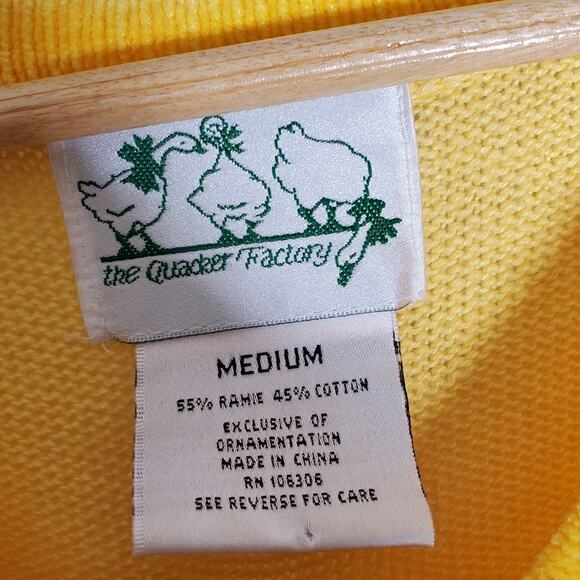 the Quacker Factory
MEDIUM
55% RAMIE 45% COTTON
EXCLUSIVE OF
ORNAMENTATION
MADE IN CHINA
RN 106306
SEE REVERSE FOR CARE